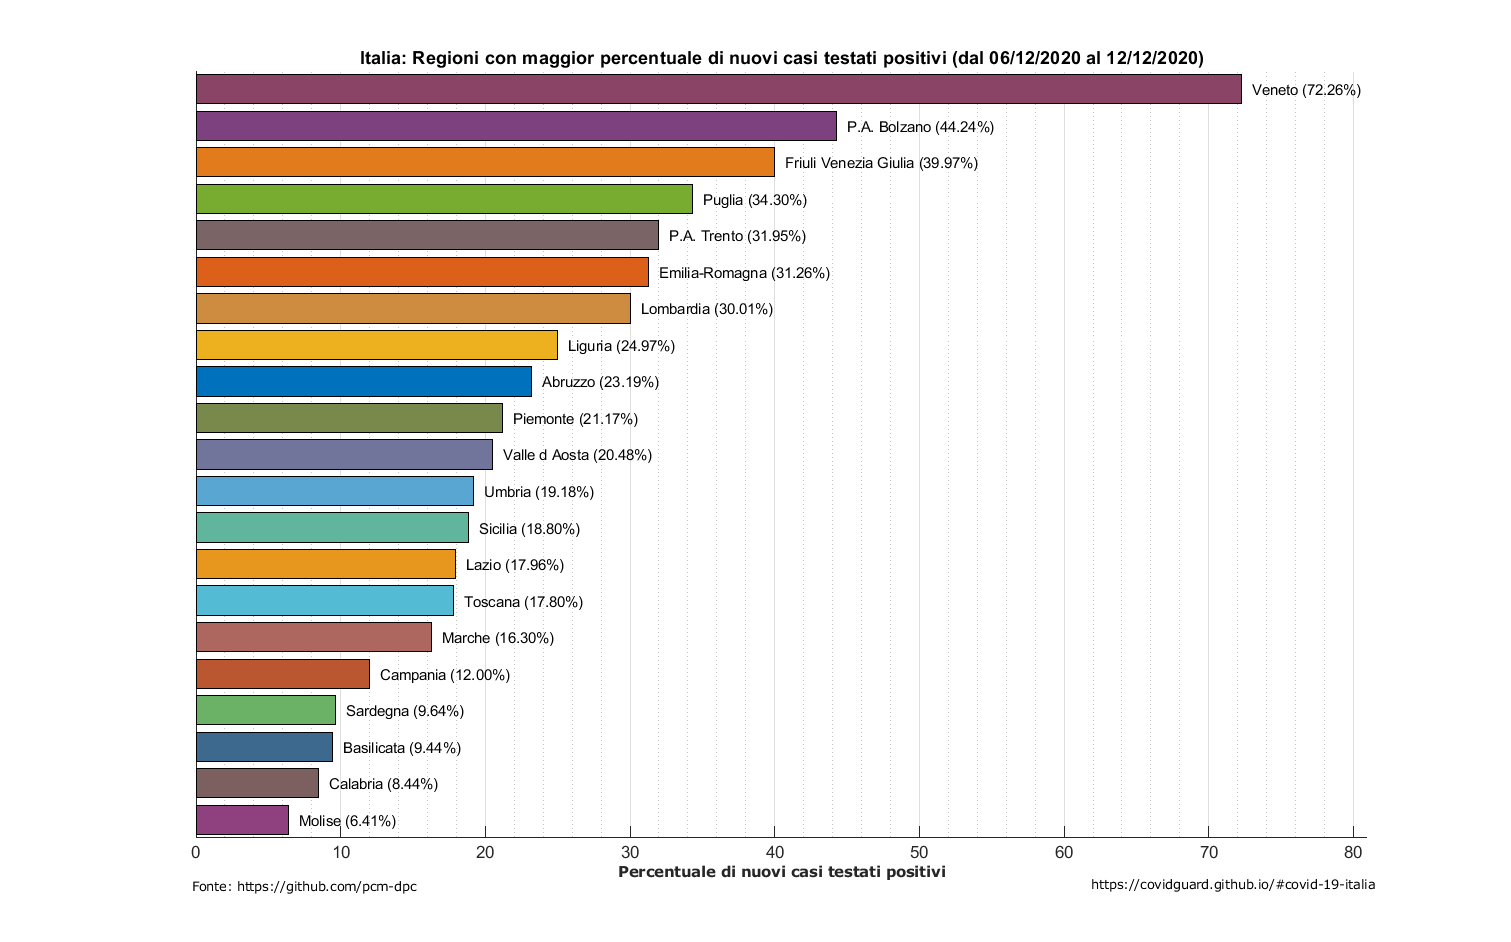 Italia: Regioni con maggior percentuale di nuovi casi testati positivi (dal 06/12/2020 al 12/12/2020)
Veneto (72.26%)
P.A. Bolzano (44.24%)
Friuli Venezia Giulia (39.97%)
Puglia (34.30%)
P.A. Trento (31.95%)
Emilia-Romagna (31.26%)
Lombardia (30.01%)
Liguria (24.97%)
Abruzzo (23.19%)
Piemonte (21.17%)
Valle d Aosta (20.48%)
Umbria (19.18%)
Sicilia (18.80%)
Lazio (17.96%)
Toscana (17.80%)
Marche (16.30%)
Campania (12.00%)
Sardegna (9.64%)
Basilicata (9.44%)
Calabria (8.44%)
Molise (6.41%)
0 10 20 30 40 50 60 70 80
Percentuale di nuovi casi testati positivi
Fonte: https://github.com/pcm-dpc
https://covidguard.github.io/#covid-19-italia